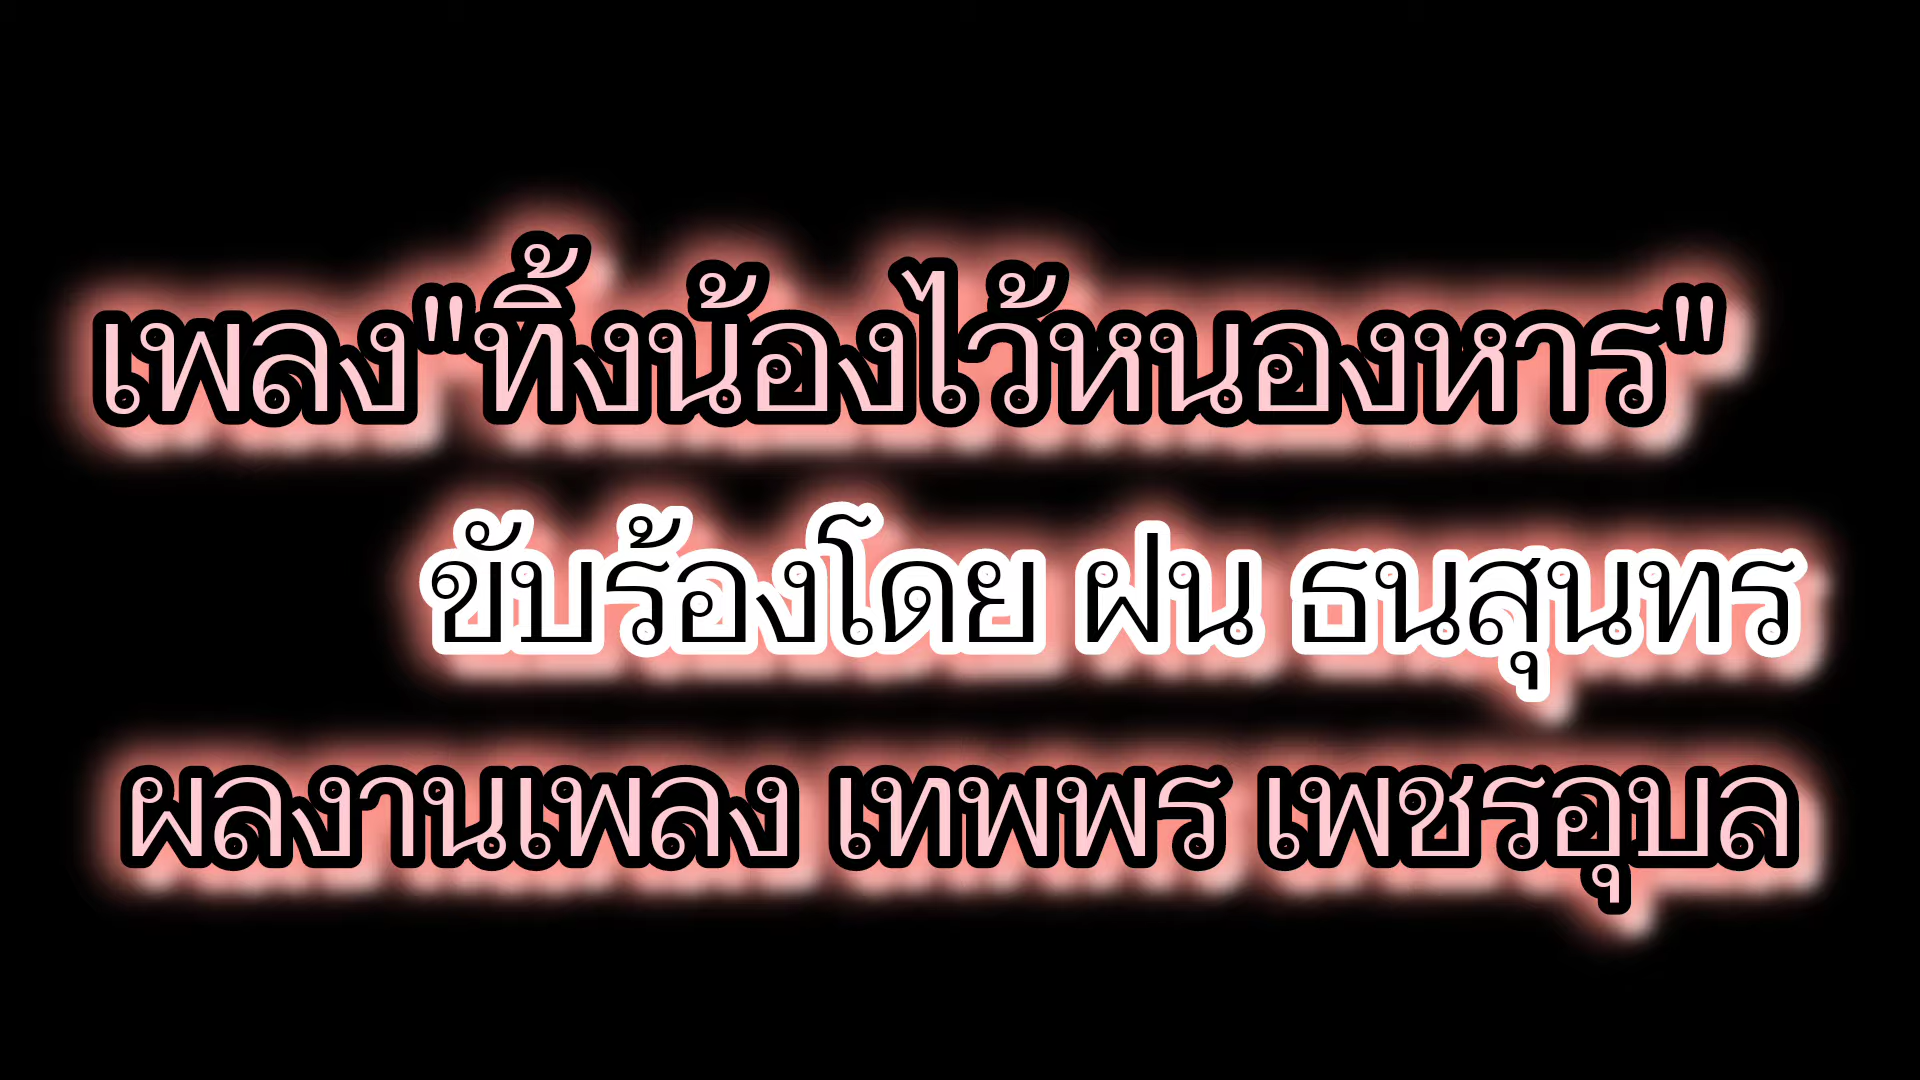 เพลง"ทิ้งน้องไว้หนองหาร"
ขับร้องโดย ฝน ธนสุนทร
ผลงานเพลง เทพพร เพชรอุบล